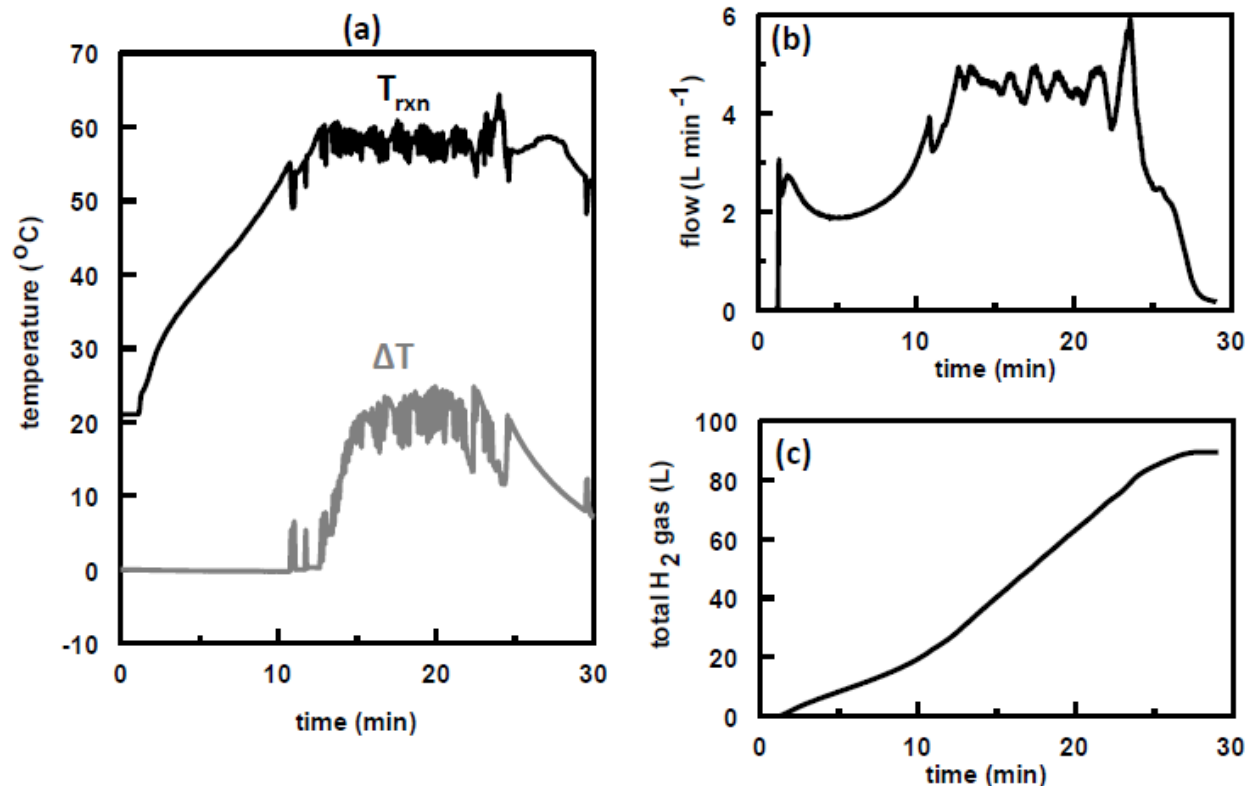 (a)
70
60
50
40
30
20
10
0
-10
temperature (°C)
T_rxn
ΔT
0 10 20 30
time (min)
(b)
6
4
2
0
flow (L min⁻¹)
0 10 20 30
time (min)
(c)
100
80
60
40
20
0
total H₂ gas (L)
0 10 20 30
time (min)